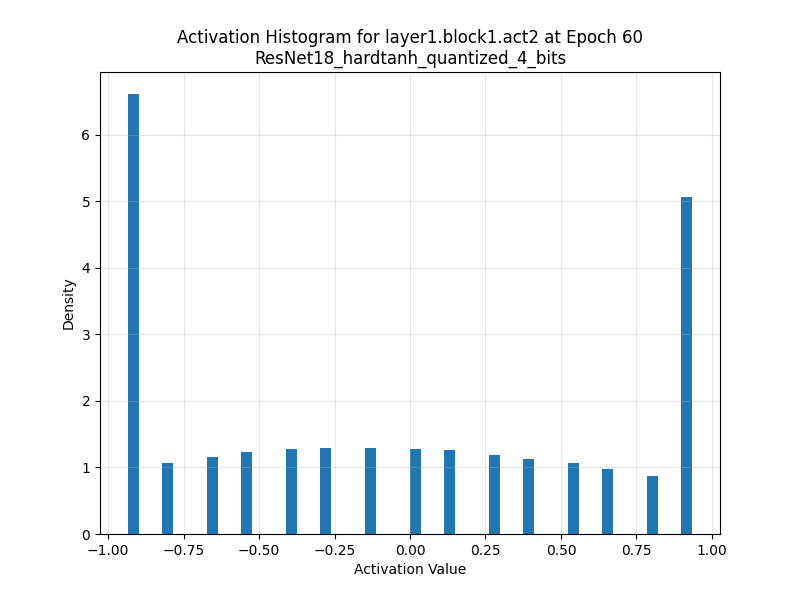 Activation Histogram for layer1.block1.act2 at Epoch 60
ResNet18_hardtanh_quantized_4_bits
Density
6
5
4
3
2
1
0
−1.00 −0.75 −0.50 −0.25 0.00 0.25 0.50 0.75 1.00
Activation Value